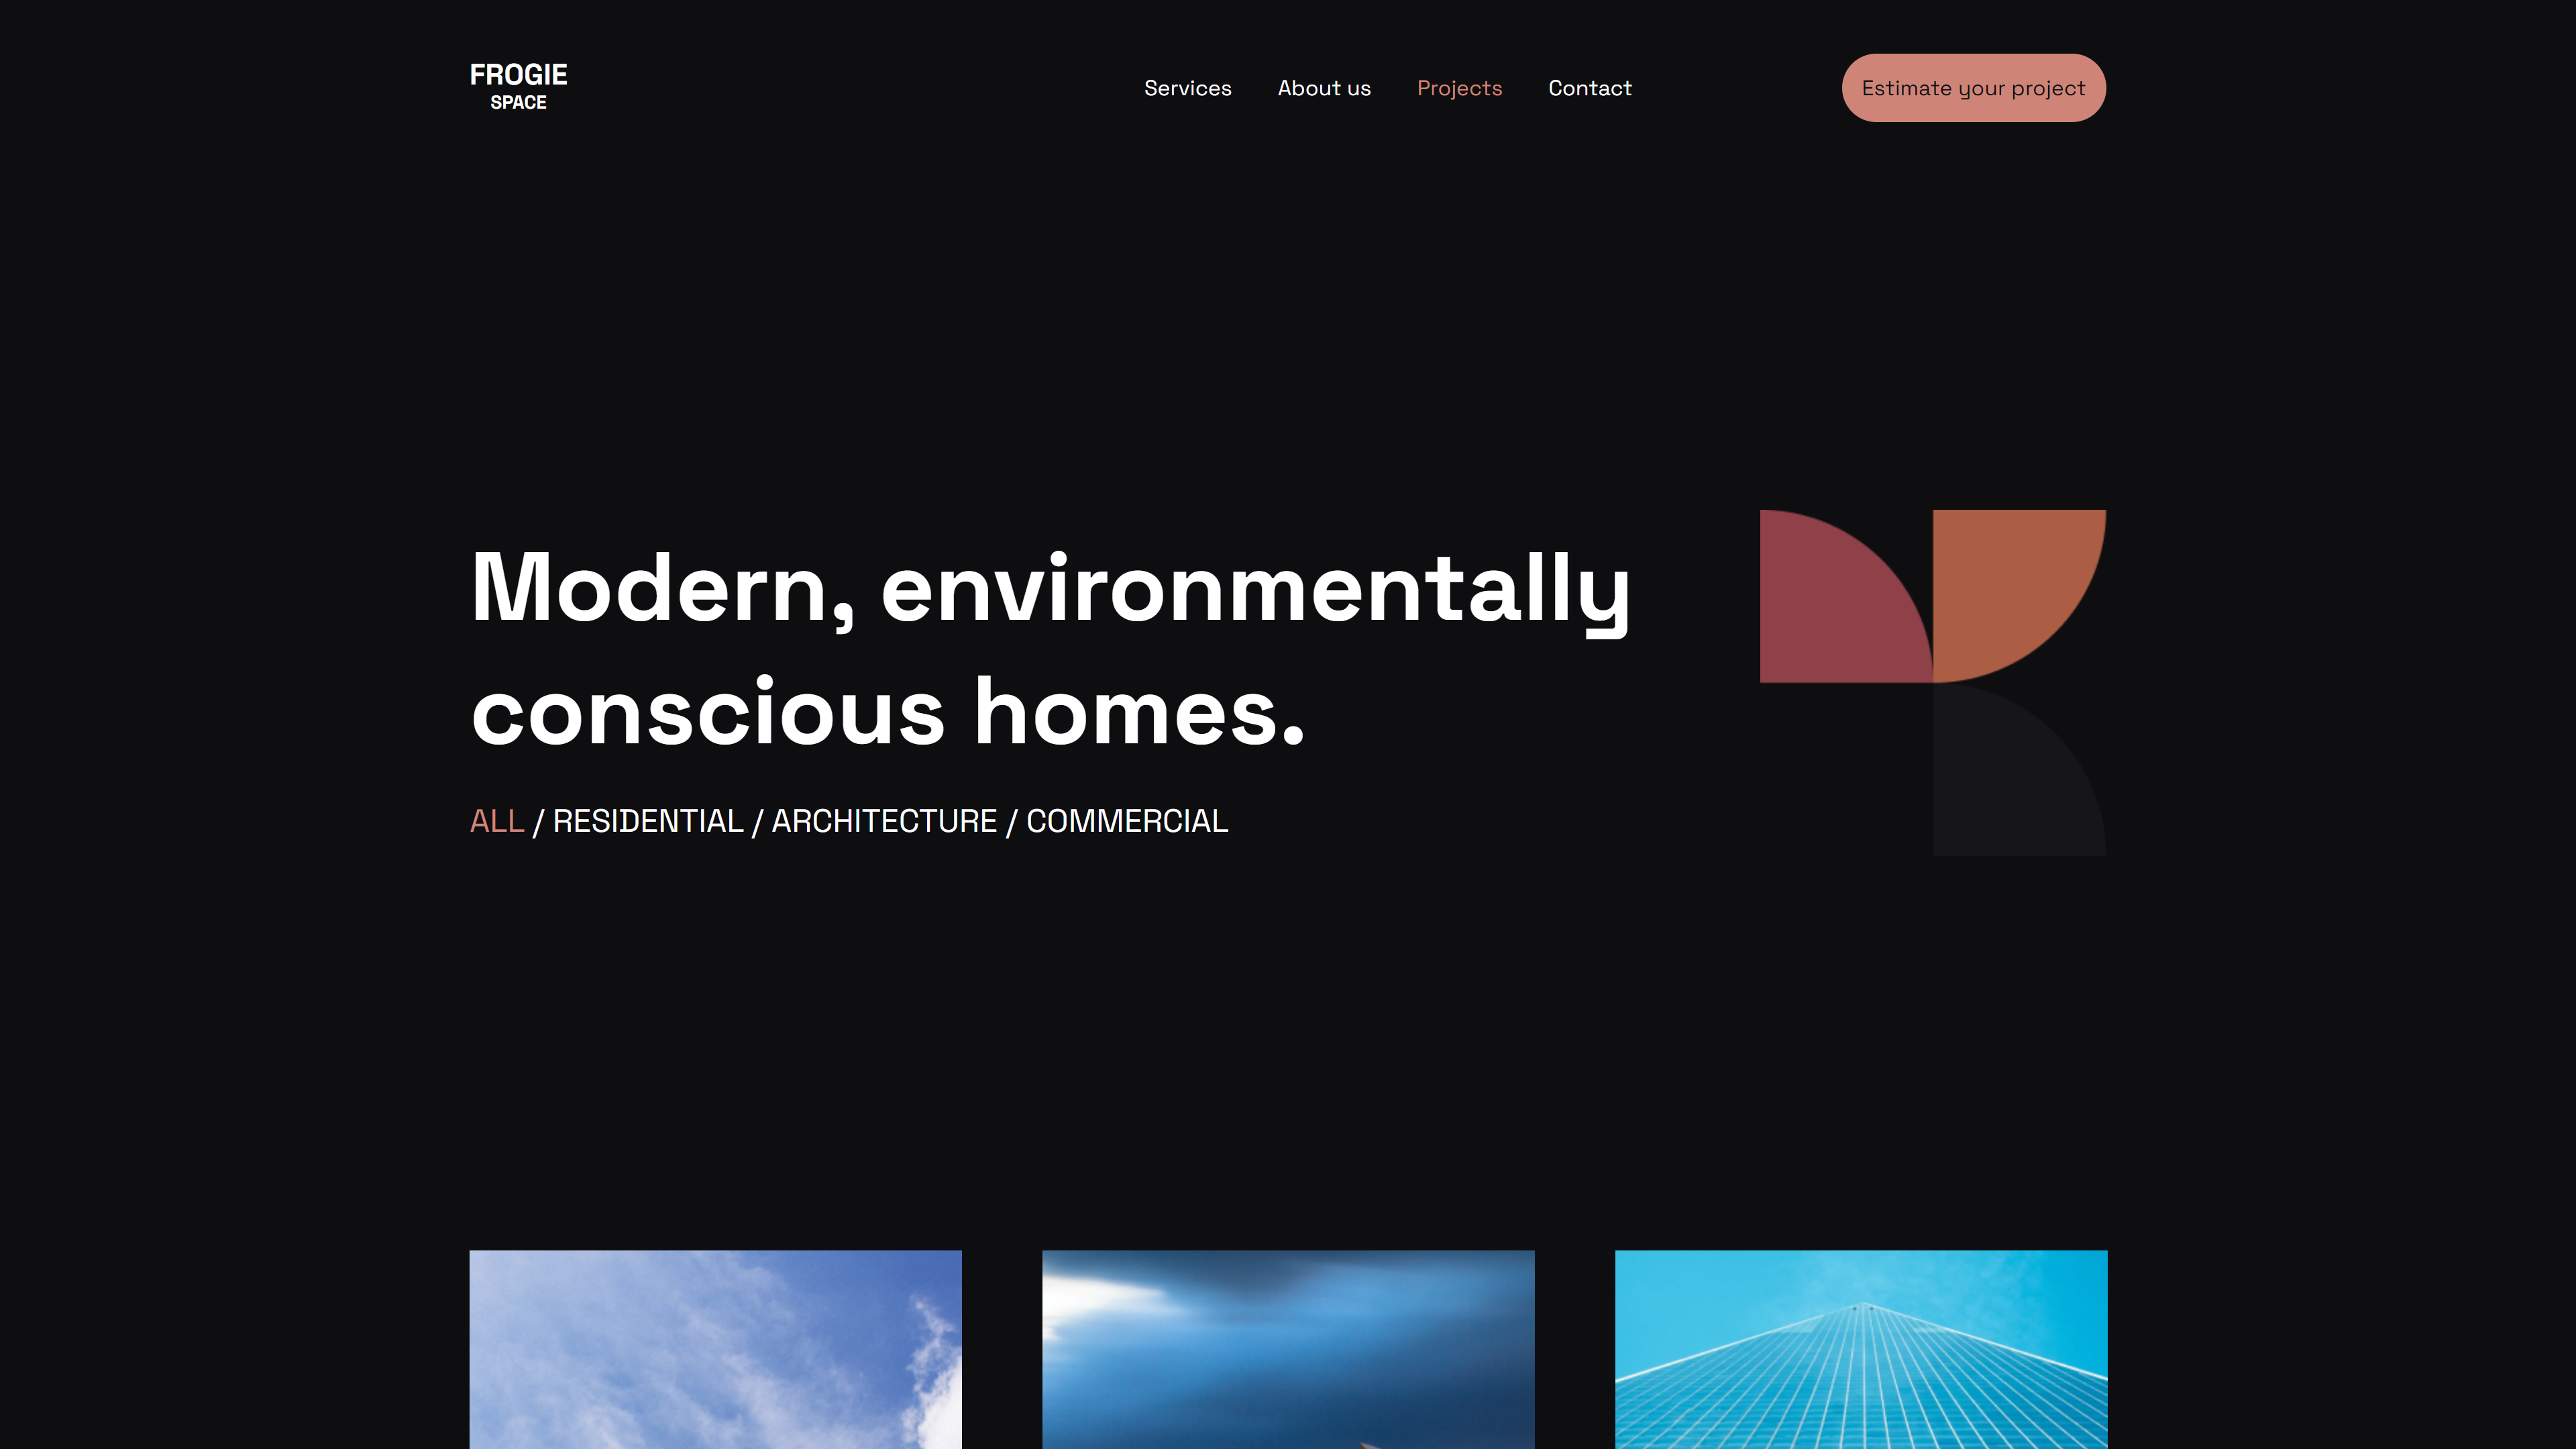 FROGIE
SPACE
Services
About us
Projects
Contact
Estimate your project
Modern, environmentally
conscious homes.
ALL / RESIDENTIAL / ARCHITECTURE / COMMERCIAL